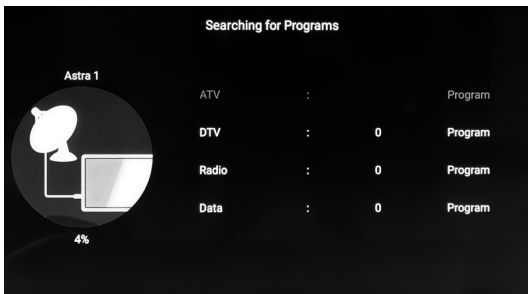 Searching for Programs
Astra 1
ATV : Program
DTV : 0 Program
Radio : 0 Program
Data : 0 Program
4%